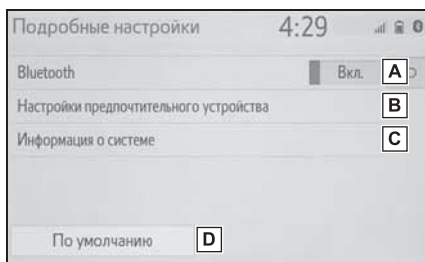 Подробные настройки 4:29
Bluetooth Вкл. A
Настройки предпочтительного устройства B
Информация о системе C
По умолчанию D